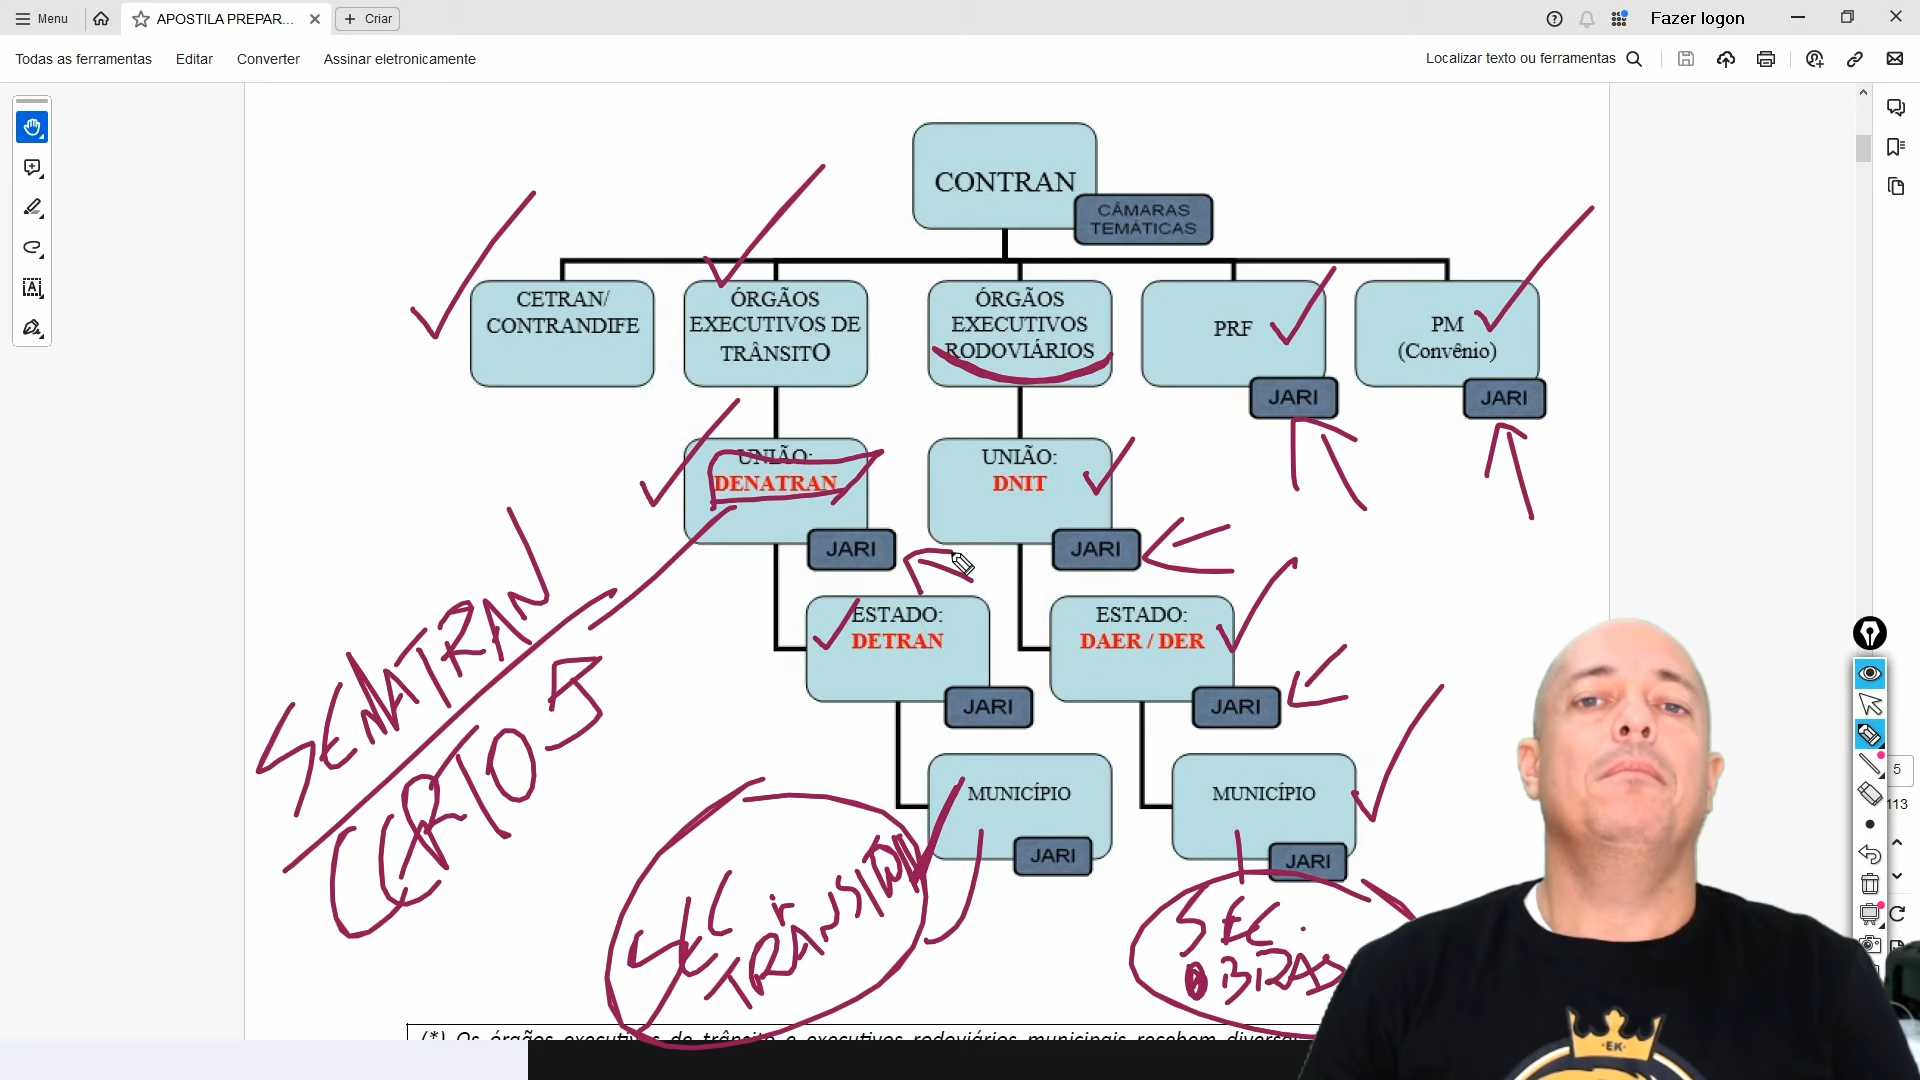 Menu
APOSTILA PREPAR...
Criar
Fazer logon
Todas as ferramentas
Editar
Converter
Assinar eletronicamente
Localizar texto ou ferramentas
CONTRAN
CÂMARAS
TEMÁTICAS
CETRAN/
CONTRANDIFE
ÓRGÃOS
EXECUTIVOS DE
TRÂNSITO
ÓRGÃOS
EXECUTIVOS
RODOVIÁRIOS
PRF
JARI
PM
(Convênio)
JARI
UNIÃO:
DENATRAN
JARI
UNIÃO:
DNIT
JARI
ESTADO:
DETRAN
JARI
ESTADO:
DAER / DER
JARI
MUNICÍPIO
JARI
MUNICÍPIO
JARI
SENATRAN
SEC
SEC.
OBRAS
5
113
(*) Os órgãos executivos de trânsito e executivos rodoviários municipais recebem
EK